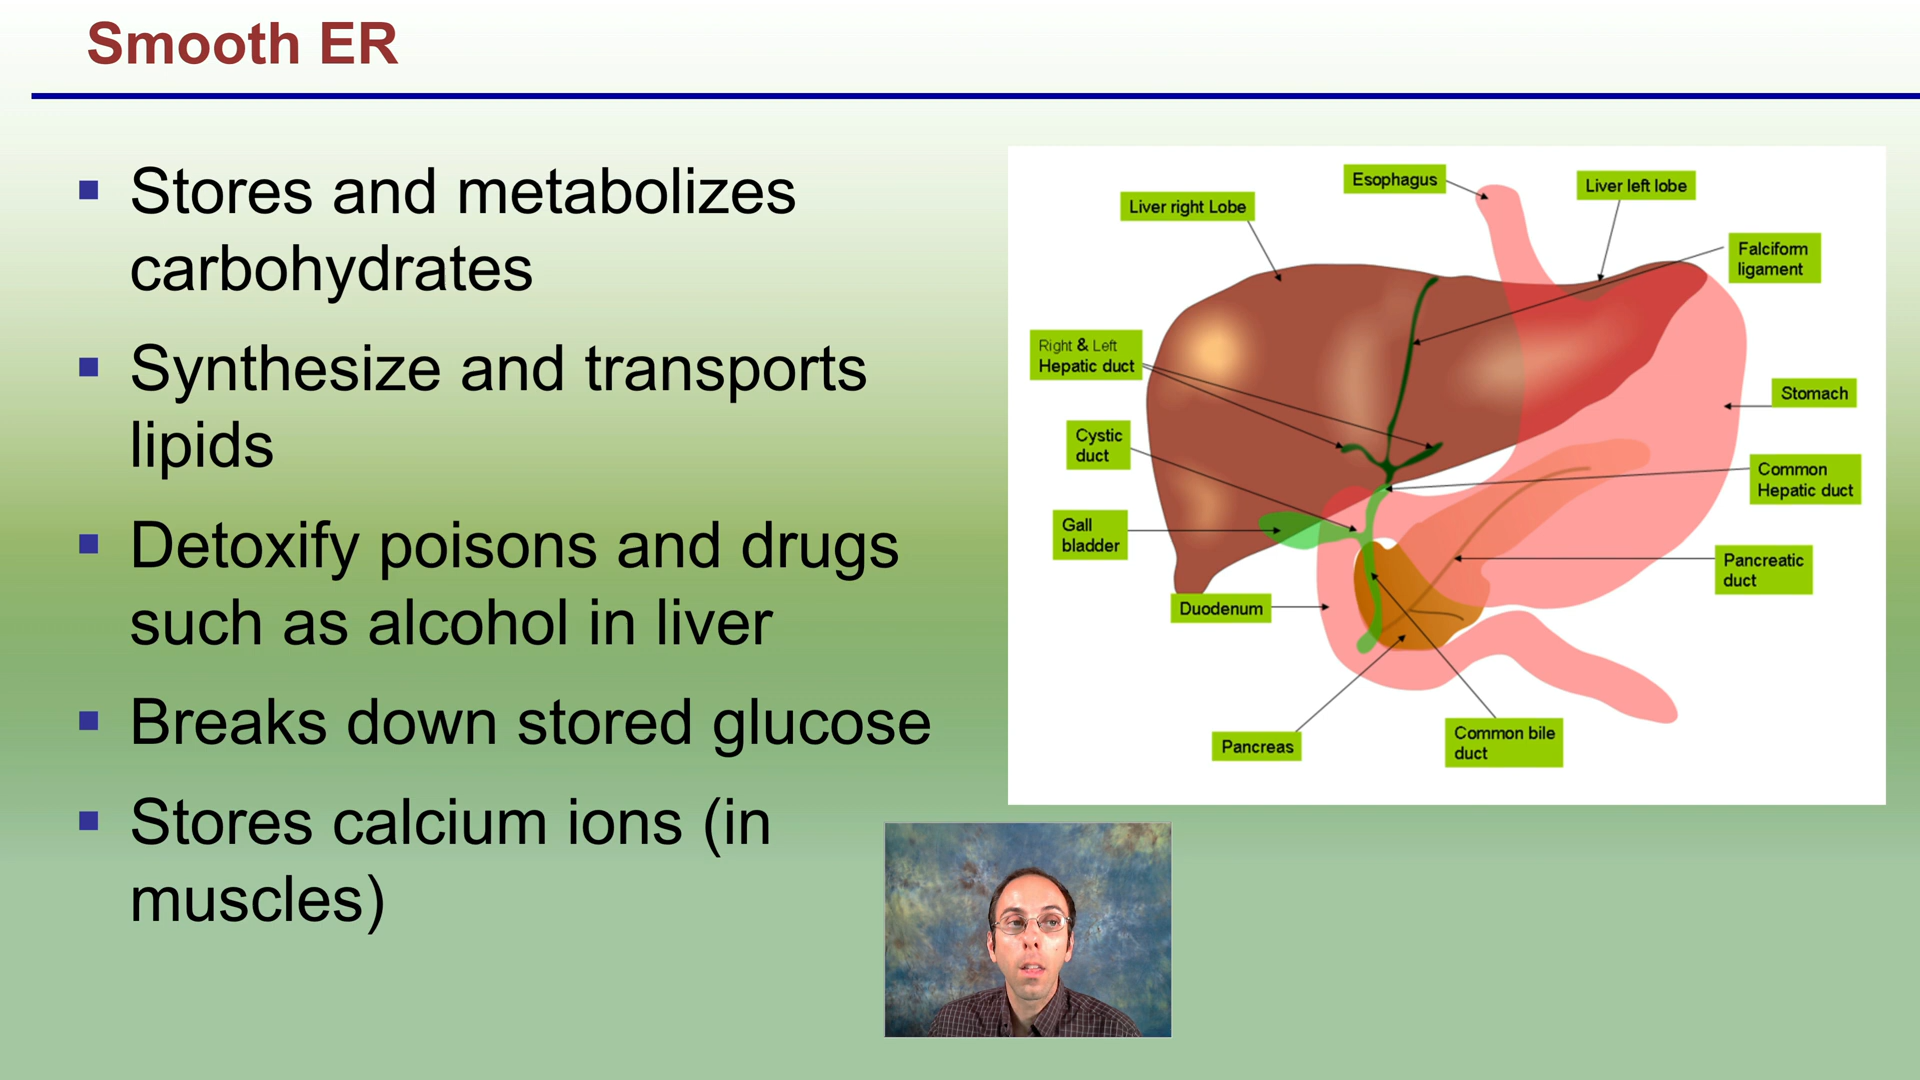 Smooth ER
Stores and metabolizes
carbohydrates
Synthesize and transports
lipids
Detoxify poisons and drugs
such as alcohol in liver
Breaks down stored glucose
Stores calcium ions (in
muscles)
Esophagus
Liver left lobe
Liver right Lobe
Falciform
ligament
Right & Left
Hepatic duct
Stomach
Cystic
duct
Common
Hepatic duct
Gall
bladder
Pancreatic
duct
Duodenum
Pancreas
Common bile
duct